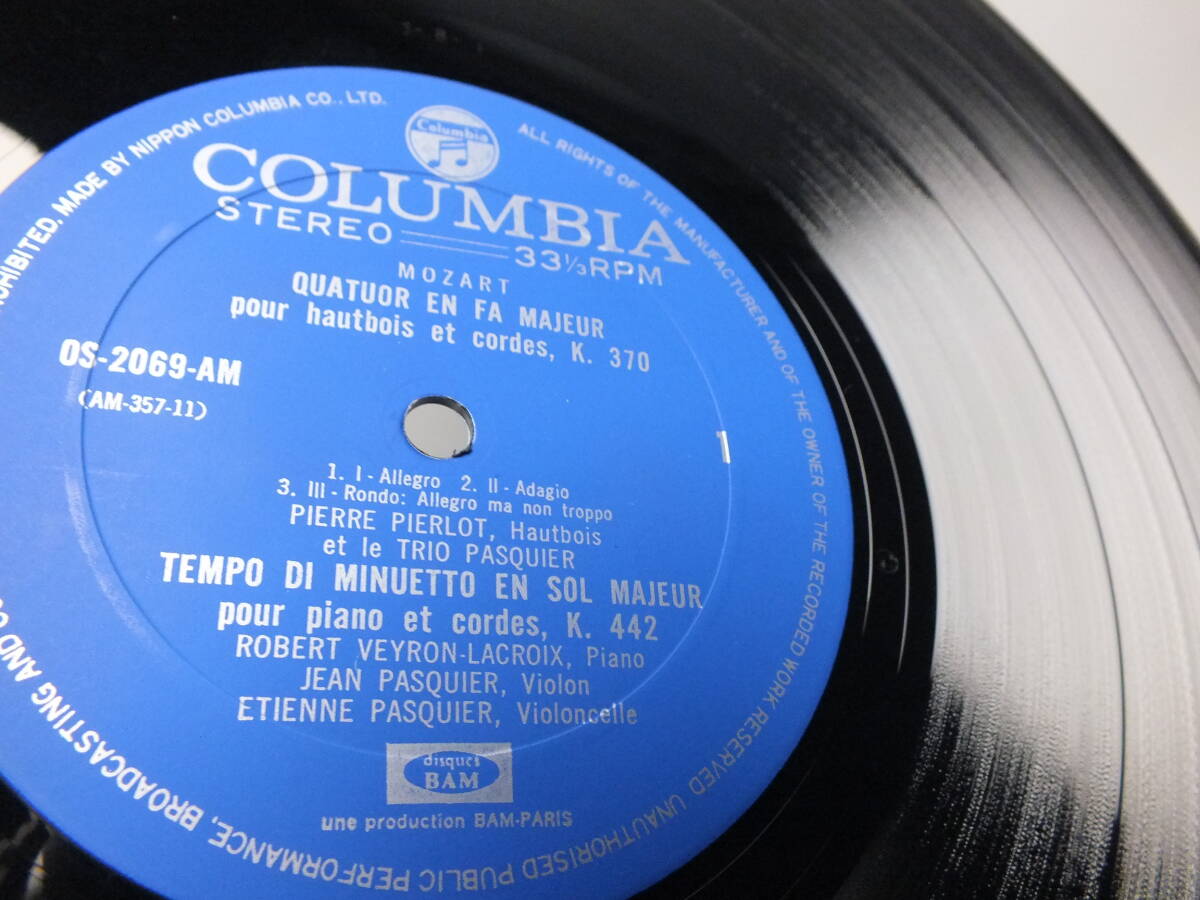 Columbia
COLUMBIA
STEREO 33⅓RPM
MOZART
QUATUOR EN FA MAJEUR
pour hautbois et cordes, K. 370
OS-2069-AM
(AM-357-11)
1
1. I - Allegro 2. II - Adagio
3. III - Rondo: Allegro ma non troppo
PIERRE PIERLOT, Hautbois
et le TRIO PASQUIER
TEMPO DI MINUETTO EN SOL MAJEUR
pour piano et cordes, K. 442
ROBERT VEYRON-LACROIX, Piano
JEAN PASQUIER, Violon
ETIENNE PASQUIER, Violoncelle
disques
BAM
une production BAM-PARIS
ALL RIGHTS OF THE MANUFACTURER AND OF THE OWNER OF THE RECORDED WORK RESERVED UNAUTHORISED PUBLIC PERFORMANCE, BROADCASTING AND
MADE BY NIPPON COLUMBIA CO., LTD.